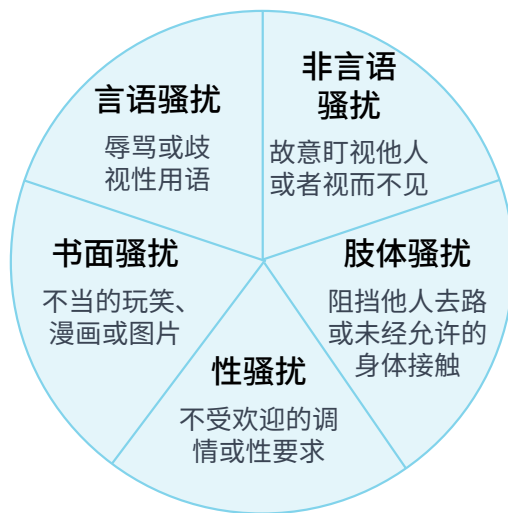 言语骚扰
辱骂或歧
视性用语
非言语
骚扰
故意盯视他人
或者视而不见
书面骚扰
不当的玩笑、
漫画或图片
肢体骚扰
阻挡他人去路
或未经允许的
身体接触
性骚扰
不受欢迎的调
情或性要求